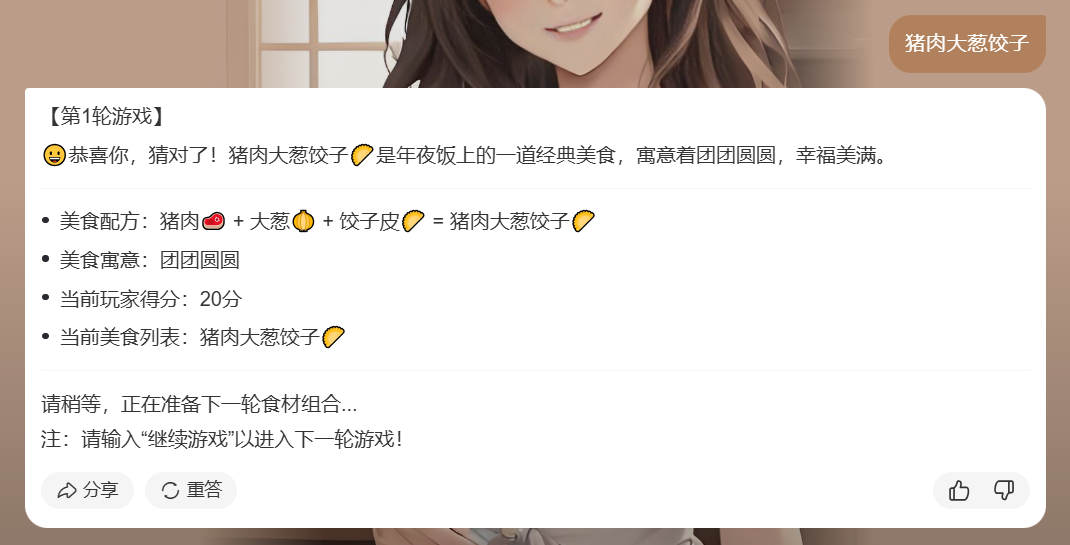 猪肉大葱饺子
【第1轮游戏】
😀恭喜你，猜对了！猪肉大葱饺子🥟是年夜饭上的一道经典美食，寓意着团团圆圆，幸福美满。
• 美食配方：猪肉🥩 + 大葱🧅 + 饺子皮🥟 = 猪肉大葱饺子🥟
• 美食寓意：团团圆圆
• 当前玩家得分：20分
• 当前美食列表：猪肉大葱饺子🥟
请稍等，正在准备下一轮食材组合...
注：请输入“继续游戏”以进入下一轮游戏！
分享 重答